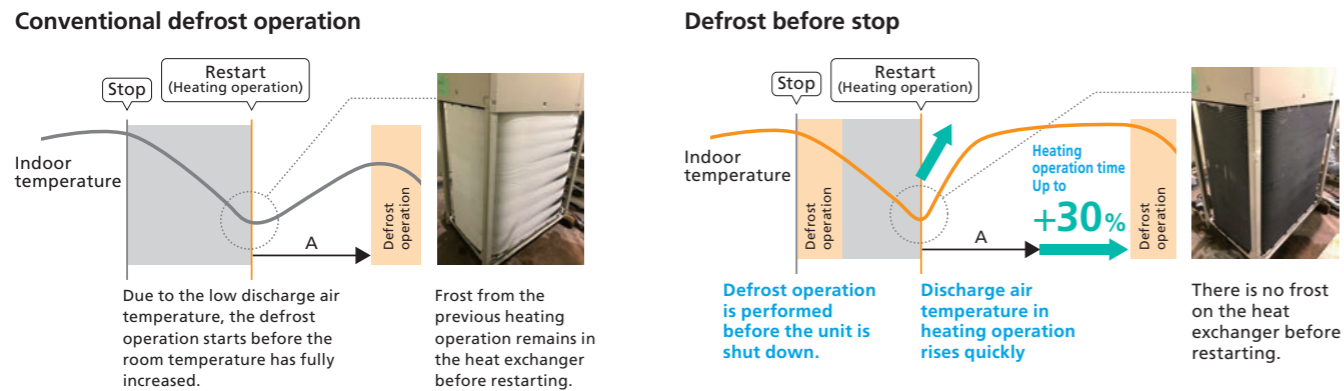 Conventional defrost operation
Stop
Restart
(Heating operation)
Indoor
temperature
A
Defrost
operation
Due to the low discharge air
temperature, the defrost
operation starts before the
room temperature has fully
increased.
Frost from the
previous heating
operation remains in
the heat exchanger
before restarting.
Defrost before stop
Stop
Restart
(Heating operation)
Indoor
temperature
Defrost
operation
A
Heating
operation time
Up to
+30%
Defrost
operation
Defrost operation
is performed
before the unit is
shut down.
Discharge air
temperature in
heating operation
rises quickly
There is no frost
on the heat
exchanger before
restarting.